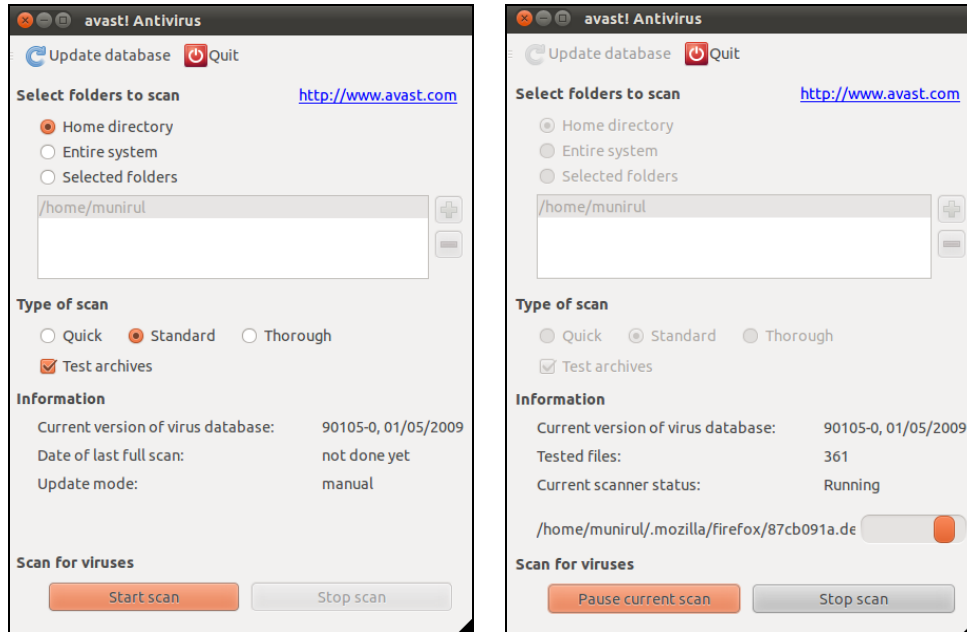 avast! Antivirus
Update database Quit
Select folders to scan http://www.avast.com
Home directory
Entire system
Selected folders
/home/munirul
Type of scan
Quick Standard Thorough
Test archives
Information
Current version of virus database: 90105-0, 01/05/2009
Date of last full scan: not done yet
Update mode: manual
Scan for viruses
Start scan Stop scan
avast! Antivirus
Update database Quit
Select folders to scan http://www.avast.com
Home directory
Entire system
Selected folders
/home/munirul
Type of scan
Quick Standard Thorough
Test archives
Information
Current version of virus database: 90105-0, 01/05/2009
Tested files: 361
Current scanner status: Running
/home/munirul/.mozilla/firefox/87cb091a.de
Scan for viruses
Pause current scan Stop scan